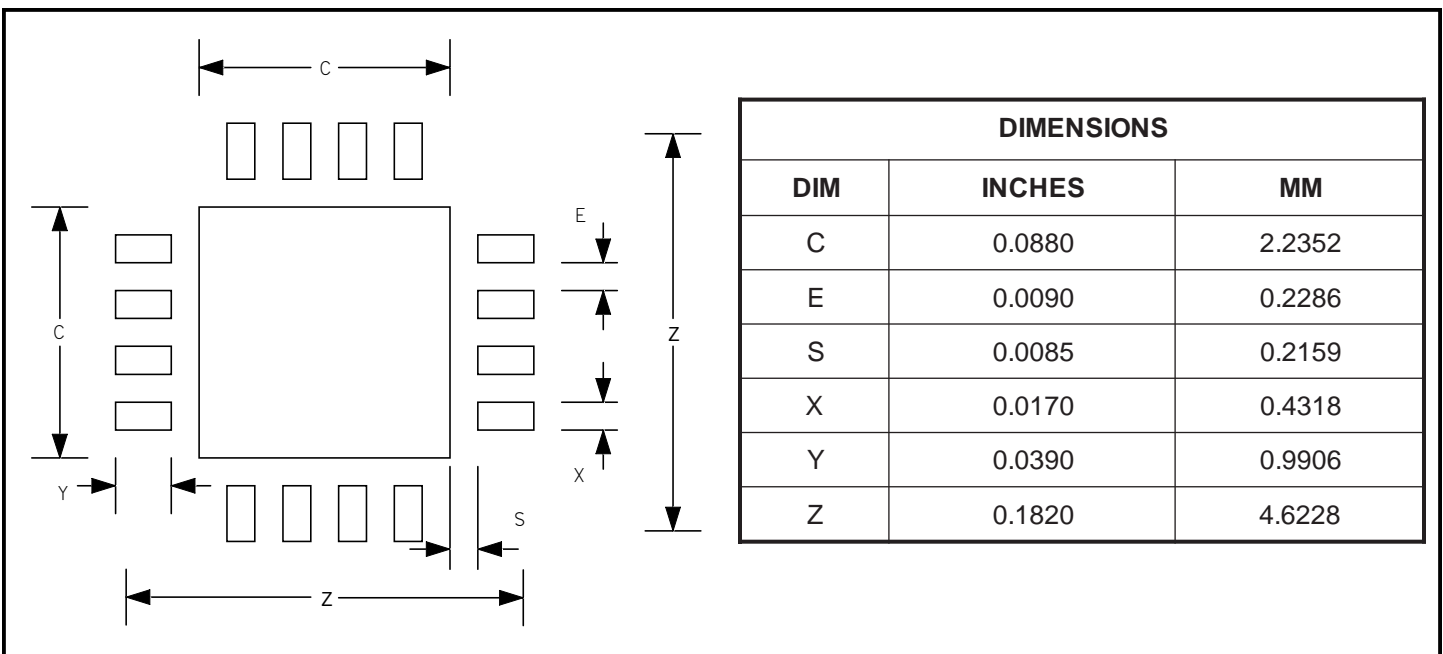 C
C
E
Z
X
Y
S
Z
DIMENSIONS
DIM INCHES MM
C 0.0880 2.2352
E 0.0090 0.2286
S 0.0085 0.2159
X 0.0170 0.4318
Y 0.0390 0.9906
Z 0.1820 4.6228